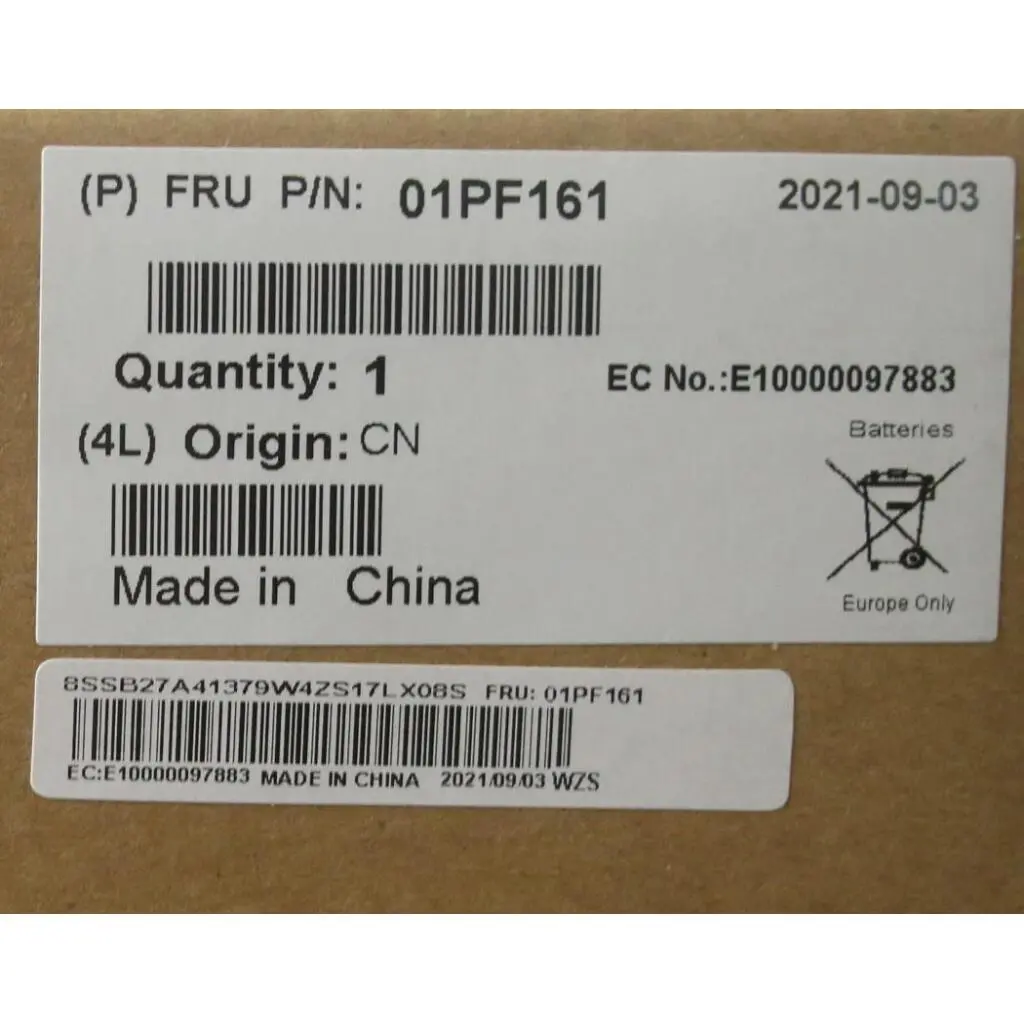 (P) FRU P/N: 01PF161 2021-09-03
Quantity: 1 EC No.:E10000097883
(4L) Origin: CN Batteries
Made in China Europe Only
8SSB27A41379W4ZS17LX08S FRU: 01PF161
EC:E10000097883 MADE IN CHINA 2021/09/03 WZS